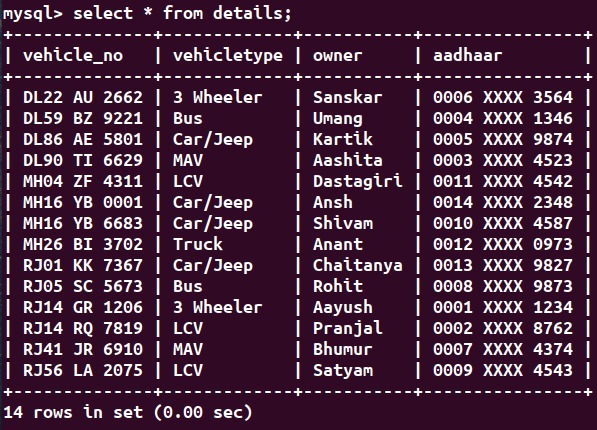 mysql> select * from details;
+--------------+-------------+-----------+----------------+
| vehicle_no   | vehicletype | owner     | aadhaar        |
+--------------+-------------+-----------+----------------+
| DL22 AU 2662 | 3 Wheeler   | Sanskar   | 0006 XXXX 3564 |
| DL59 BZ 9221 | Bus         | Umang     | 0004 XXXX 1346 |
| DL86 AE 5801 | Car/Jeep    | Kartik    | 0005 XXXX 9874 |
| DL90 TI 6629 | MAV         | Aashita   | 0003 XXXX 4523 |
| MH04 ZF 4311 | LCV         | Dastagiri | 0011 XXXX 4542 |
| MH16 YB 0001 | Car/Jeep    | Ansh      | 0014 XXXX 2348 |
| MH16 YB 6683 | Car/Jeep    | Shivam    | 0010 XXXX 4587 |
| MH26 BI 3702 | Truck       | Anant     | 0012 XXXX 0973 |
| RJ01 KK 7367 | Car/Jeep    | Chaitanya | 0013 XXXX 9827 |
| RJ05 SC 5673 | Bus         | Rohit     | 0008 XXXX 9873 |
| RJ14 GR 1206 | 3 Wheeler   | Aayush    | 0001 XXXX 1234 |
| RJ14 RQ 7819 | LCV         | Pranjal   | 0002 XXXX 8762 |
| RJ41 JR 6910 | MAV         | Bhumur    | 0007 XXXX 4374 |
| RJ56 LA 2075 | LCV         | Satyam    | 0009 XXXX 4543 |
+--------------+-------------+-----------+----------------+
14 rows in set (0.00 sec)